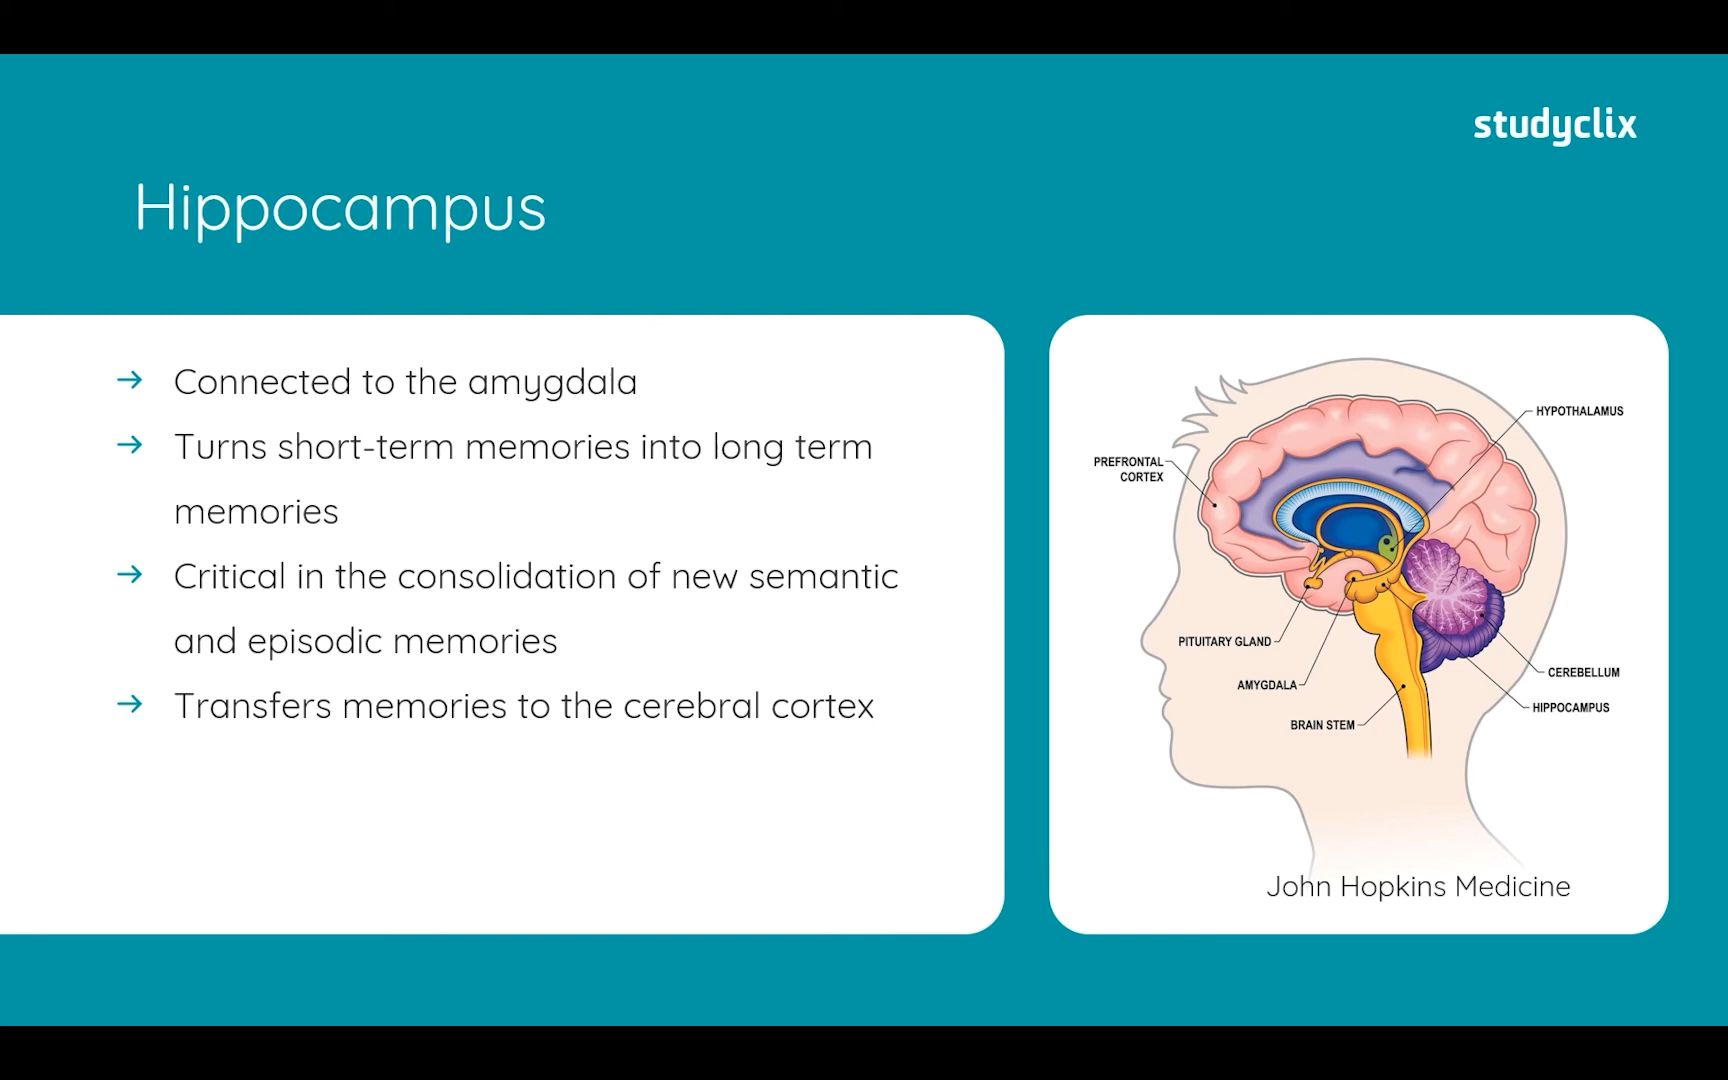 studyclix
Hippocampus
→ Connected to the amygdala
→ Turns short-term memories into long term
memories
→ Critical in the consolidation of new semantic
and episodic memories
→ Transfers memories to the cerebral cortex
HYPOTHALAMUS
PREFRONTAL
CORTEX
PITUITARY GLAND
AMYGDALA
BRAIN STEM
CEREBELLUM
HIPPOCAMPUS
John Hopkins Medicine